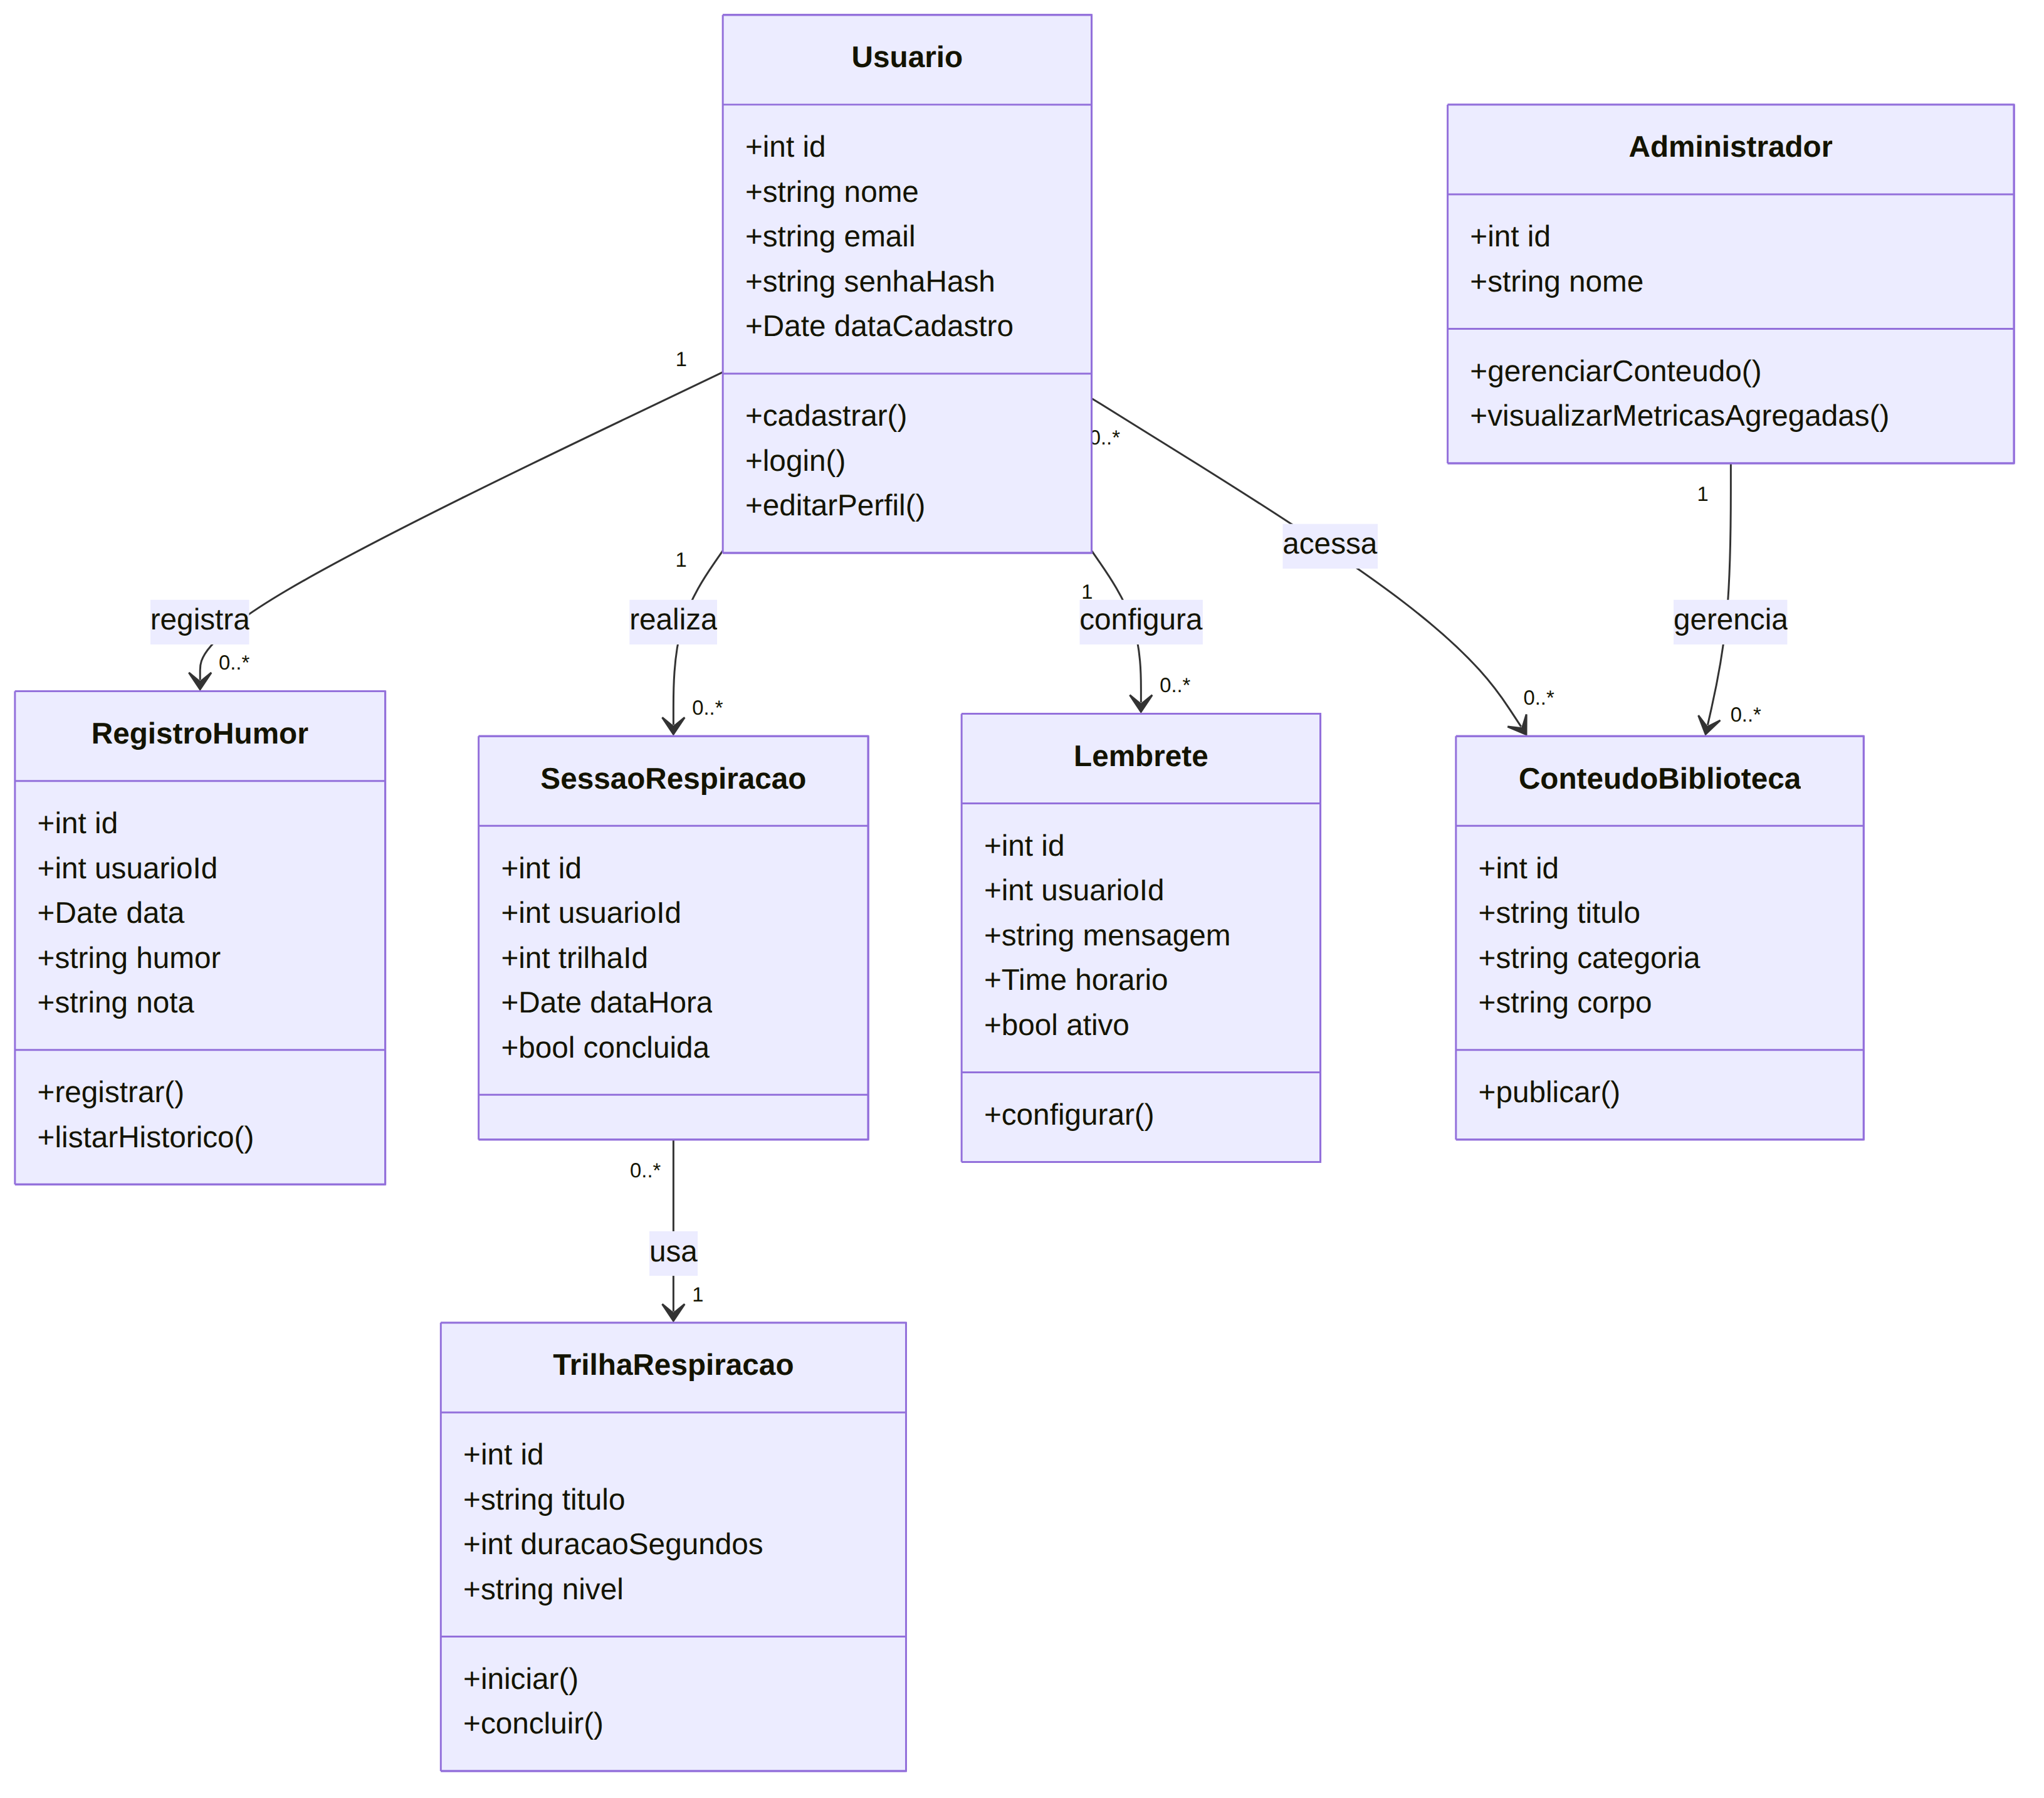 Usuario
+int id
+string nome
+string email
+string senhaHash
+Date dataCadastro
+cadastrar()
+login()
+editarPerfil()
Administrador
+int id
+string nome
+gerenciarConteudo()
+visualizarMetricasAgregadas()
1
registra
0..*
1
realiza
0..*
1
configura
0..*
0..*
acessa
0..*
1
gerencia
0..*
RegistroHumor
+int id
+int usuarioId
+Date data
+string humor
+string nota
+registrar()
+listarHistorico()
SessaoRespiracao
+int id
+int usuarioId
+int trilhaId
+Date dataHora
+bool concluida
Lembrete
+int id
+int usuarioId
+string mensagem
+Time horario
+bool ativo
+configurar()
ConteudoBiblioteca
+int id
+string titulo
+string categoria
+string corpo
+publicar()
0..*
usa
1
TrilhaRespiracao
+int id
+string titulo
+int duracaoSegundos
+string nivel
+iniciar()
+concluir()